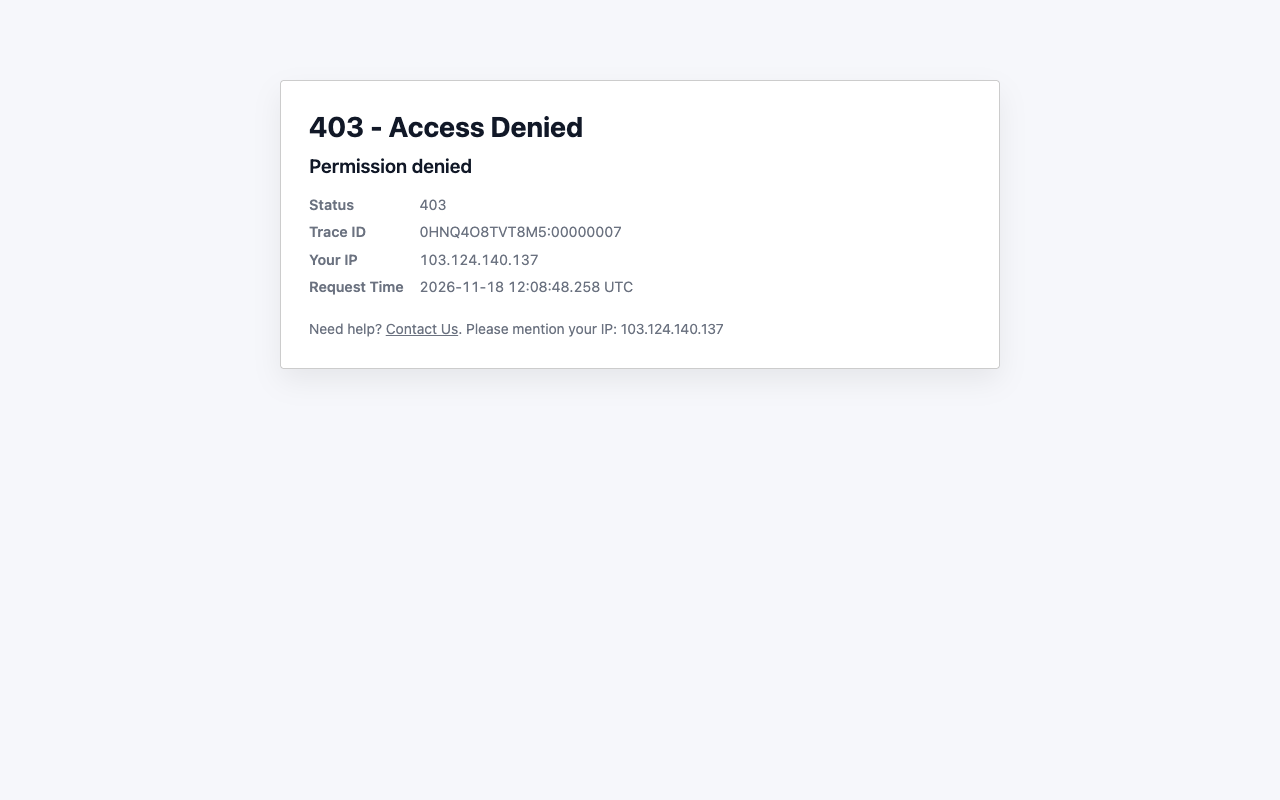 403 - Access Denied
Permission denied
Status 403
Trace ID 0HNQ4O8TVT8M5:00000007
Your IP 103.124.140.137
Request Time 2026-11-18 12:08:48.258 UTC
Need help? Contact Us. Please mention your IP: 103.124.140.137